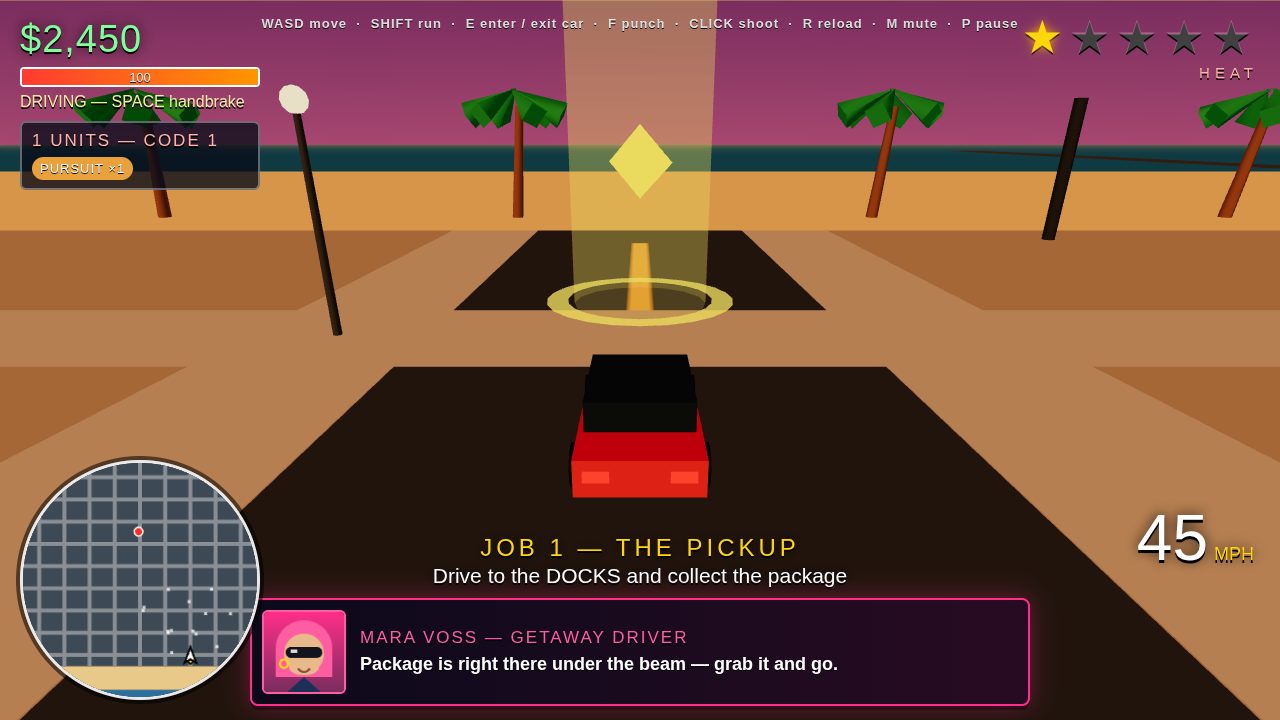 $2,450
WASD move · SHIFT run · E enter / exit car · F punch · CLICK shoot · R reload · M mute · P pause
100
HEAT
DRIVING — SPACE handbrake
1 UNITS — CODE 1
PURSUIT ×1
45 MPH
JOB 1 — THE PICKUP
Drive to the DOCKS and collect the package
MARA VOSS — GETAWAY DRIVER
Package is right there under the beam — grab it and go.